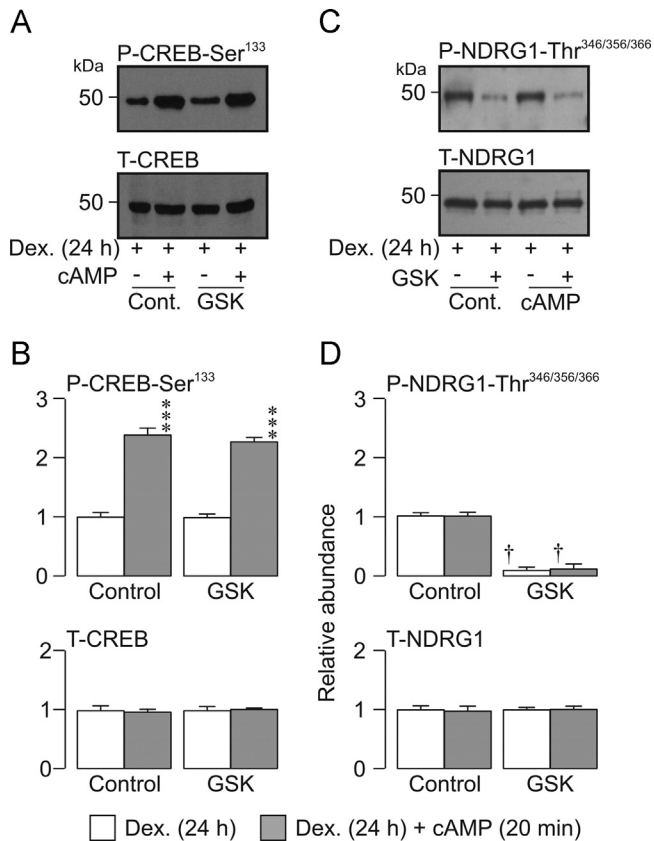 A
P-CREB-Ser133
kDa
50
T-CREB
50
Dex. (24 h) + + + +
cAMP - + - +
Cont. GSK
C
P-NDRG1-Thr346/356/366
kDa
50
T-NDRG1
50
Dex. (24 h) + + + +
GSK - + - +
Cont. cAMP
B
P-CREB-Ser133
3
2
1
0
***
***
Control GSK
T-CREB
2
1
0
Control GSK
D
P-NDRG1-Thr346/356/366
Relative abundance
3
2
1
0
† †
Control GSK
T-NDRG1
2
1
0
Control GSK
Dex. (24 h) Dex. (24 h) + cAMP (20 min)